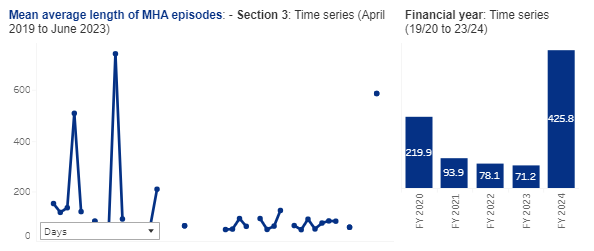 Mean average length of MHA episodes: - Section 3: Time series (April
2019 to June 2023)
Financial year: Time series
(19/20 to 23/24)
600
400
200
0
Days
219.9
93.9
78.1
71.2
425.8
FY 2020
FY 2021
FY 2022
FY 2023
FY 2024